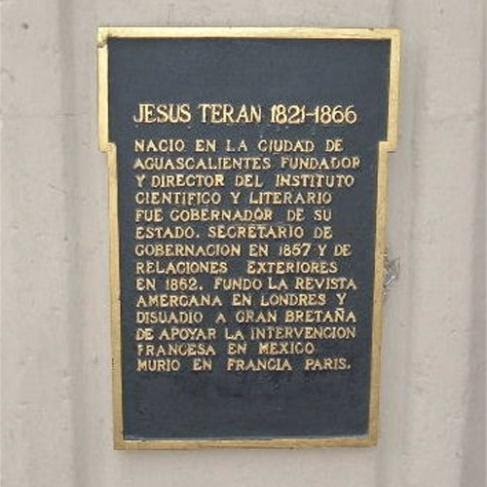 JESUS TERAN 1821-1866
NACIO EN LA CIUDAD DE
AGUASCALIENTES FUNDADOR
Y DIRECTOR DEL INSTITUTO
CIENTIFICO Y LITERARIO
FUE GOBERNADOR DE SU
ESTADO. SECRETARIO DE
GOBERNACION EN 1857 Y DE
RELACIONES EXTERIORES
EN 1862. FUNDO LA REVISTA
AMERCANA EN LONDRES Y
DISUADIO A GRAN BRETAÑA
DE APOYAR LA INTERVENCION
FRANCESA EN MEXICO
MURIO EN FRANCIA PARIS.